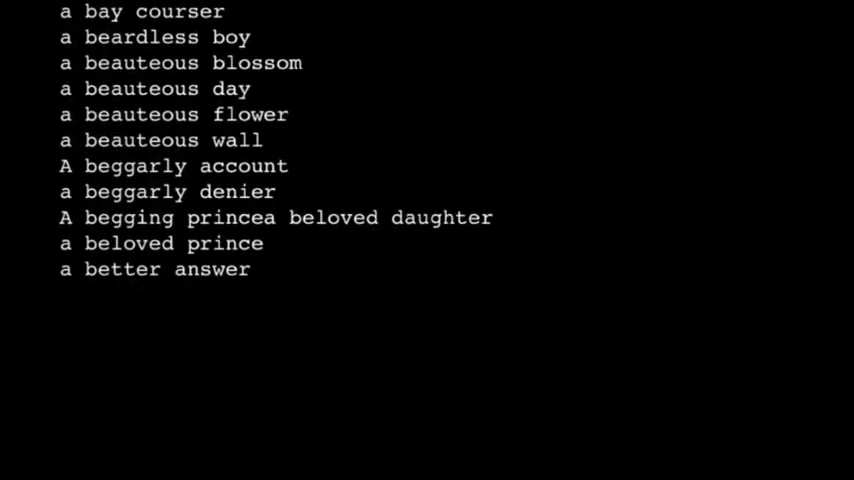 a bay courser
a beardless boy
a beauteous blossom
a beauteous day
a beauteous flower
a beauteous wall
A beggarly account
a beggarly denier
A begging princea beloved daughter
a beloved prince
a better answer